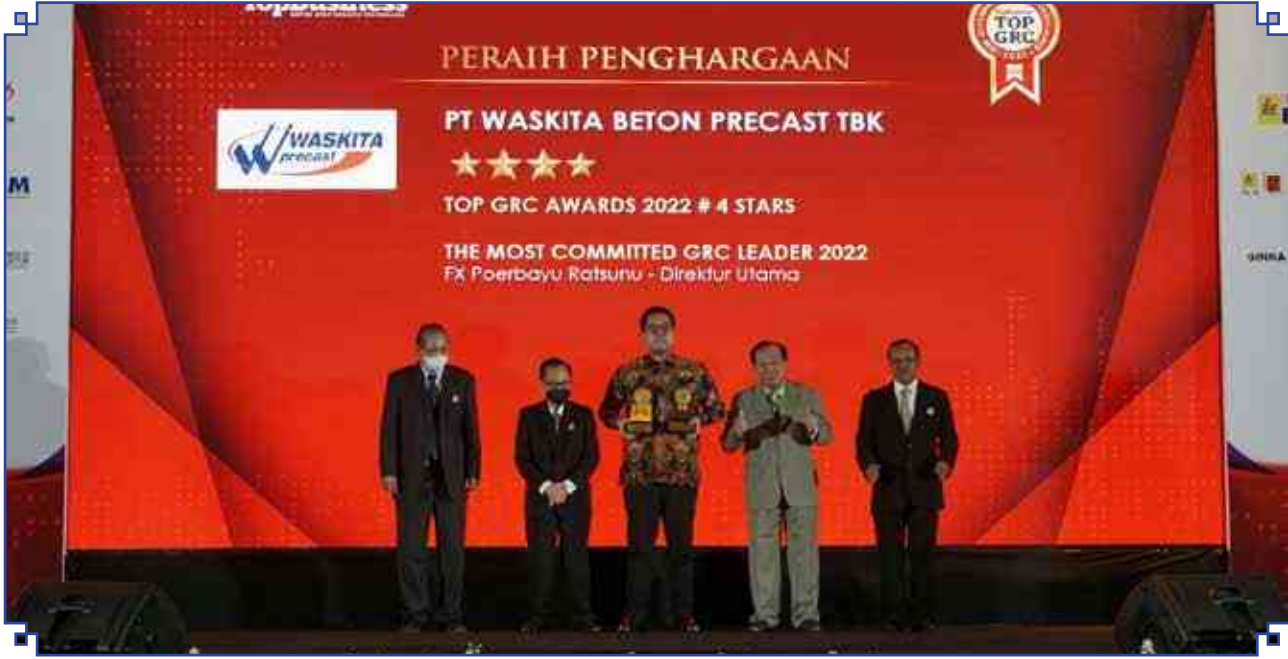 TopBusiness
TOP
GRC
PERAIH PENGHARGAAN
WASKITA
precast
PT WASKITA BETON PRECAST TBK
TOP GRC AWARDS 2022 # 4 STARS
THE MOST COMMITTED GRC LEADER 2022
FX Poerbayu Ratsunu - Direktur Utama
M